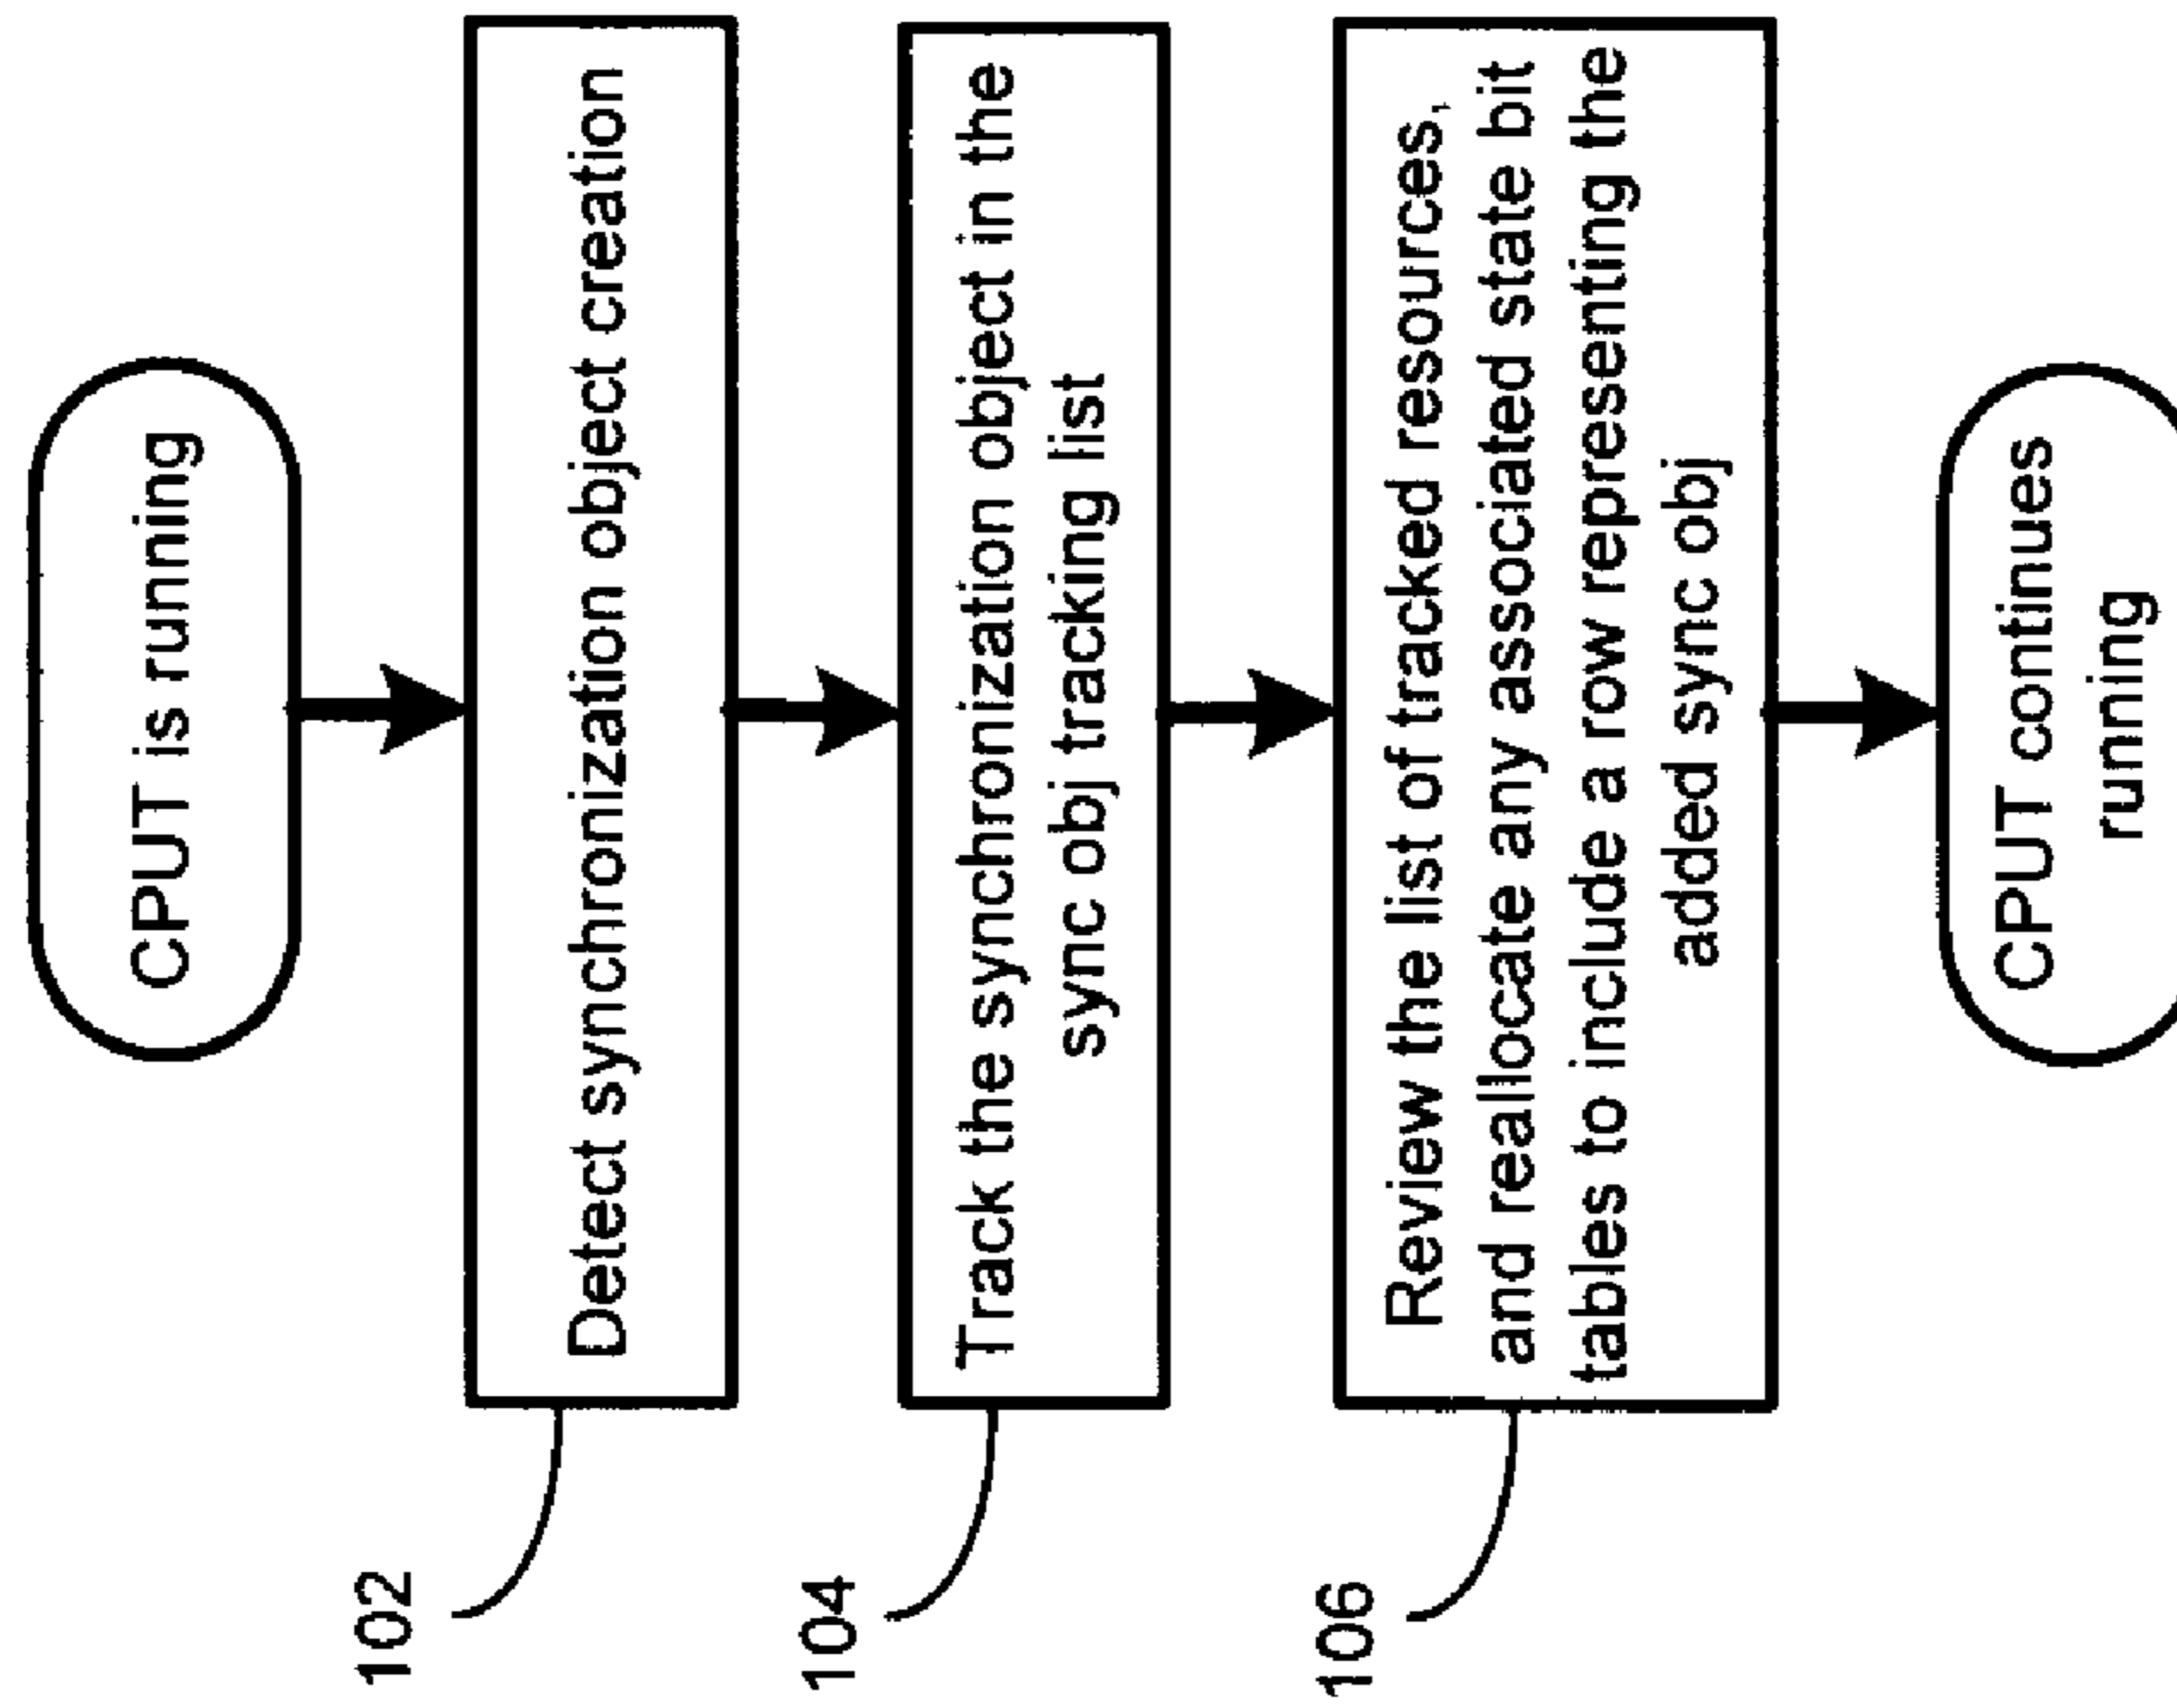 CPUT is running
102
Detect synchronization object creation
104
Track the synchronization object in the
sync obj tracking list
106
Review the list of tracked resources,
and reallocate any associated state bit
tables to include a row representing the
added sync obj
CPUT continues
running